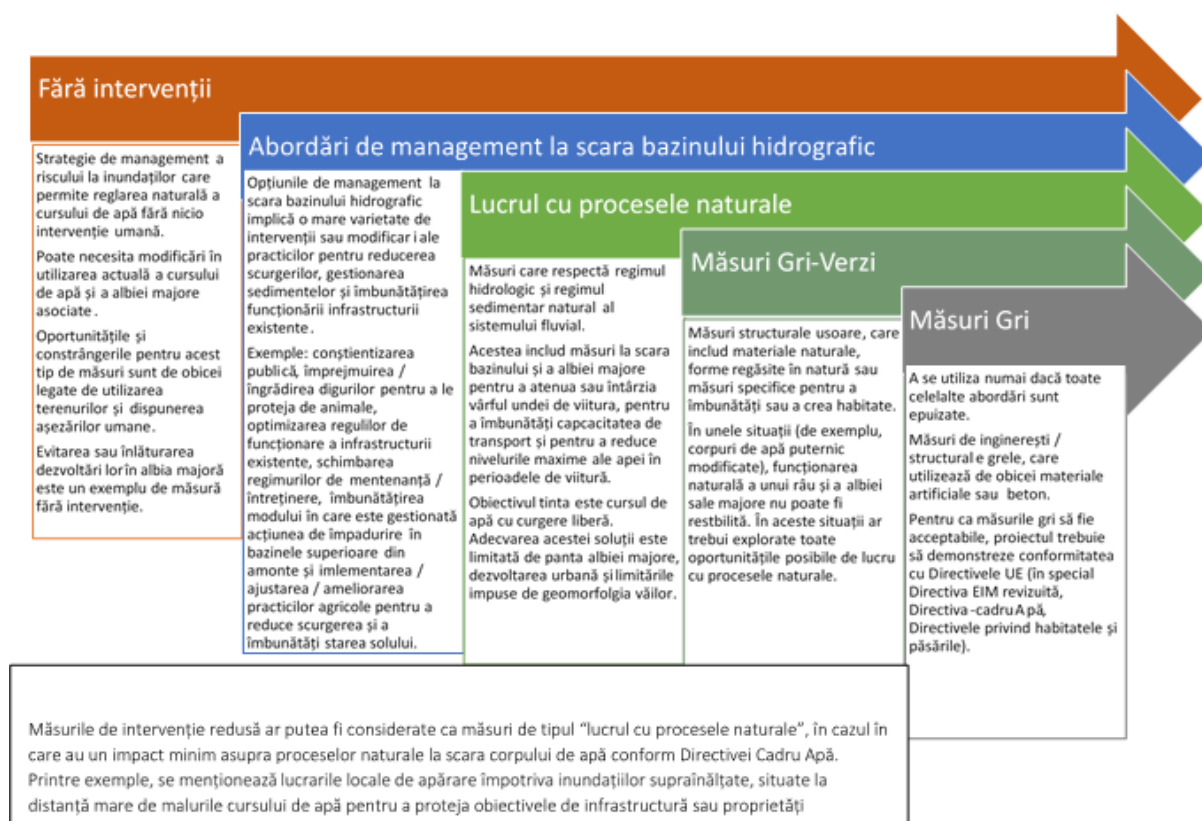 Fără intervenții
Strategie de management a
riscului la inundaților care
permite reglarea naturală a
cursului de apă fără nicio
intervenție umană.
Poate necesita modificări în
utilizarea actuală a cursului
de apă și a albiei majore
asociate .
Oportunitățile și
constrângerile pentru acest
tip de măsuri sunt de obicei
legate de utilizarea
terenurilor și dispunerea
așezărilor umane.
Evitarea sau înlăturarea
dezvoltări lor în albia majoră
este un exemplu de măsură
fără intervenție.
Abordări de management la scara bazinului hidrografic
Opțiunile de management la
scara bazinului hidrografic
implică o mare varietate de
intervenții sau modificar i ale
practicilor pentru reducerea
scurgerilor, gestionarea
sedimentelor și îmbunătățirea
funcționării infrastructurii
existente .
Exemple: conștientizarea
publică, împrejmuirea /
îngrădirea digurilor pentru a le
proteja de animale,
optimizarea regulilor de
funcționare a infrastructurii
existente, schimbarea
regimurilor de mentenanță /
întreținere, îmbunătățirea
modului în care este gestionată
acțiunea de împadurire în
bazinele superioare din
amonte și imlementarea /
ajustarea / ameliorarea
practicilor agricole pentru a
reduce scurgerea și a
îmbunătăți starea solului.
Lucrul cu procesele naturale
Măsuri care respectă regimul
hidrologic și regimul
sedimentar natural al
sistemului fluvial.
Acestea includ măsuri la scara
bazinului și a albiei majore
pentru a atenua sau întârzia
vârful undei de viitura, pentru
a îmbunătăți capcacitatea de
transport și pentru a reduce
nivelurile maxime ale apei în
perioadele de viitură.
Obiectivul tinta este cursul de
apă cu curgere liberă.
Adecvarea acestei soluții este
limitată de panta albiei majore,
dezvoltarea urbană și limitările
impuse de geomorfolgia văilor.
Măsuri Gri-Verzi
Măsuri structurale usoare, care
includ materiale naturale,
forme regăsite în natură sau
măsuri specifice pentru a
îmbunătăți sau a crea habitate.
În unele situații (de exemplu,
corpuri de apă puternic
modificate), funcționarea
naturală a unui râu și a albiei
sale majore nu poate fi
restbilită. În aceste situații ar
trebui explorate toate
oportunitățile posibile de lucru
cu procesele naturale.
Măsuri Gri
A se utiliza numai dacă toate
celelalte abordări sunt
epuizate.
Măsuri de inginerești /
structural e grele, care
utilizează de obicei materiale
artificiale sau beton.
Pentru ca măsurile gri să fie
acceptabile, proiectul trebuie
să demonstreze conformitatea
cu Directivele UE (în special
Directiva EIM revizuită,
Directiva -cadru Apă,
Directivele privind habitatele și
păsările).
Măsurile de intervenție redusă ar putea fi considerate ca măsuri de tipul “lucrul cu procesele naturale”, în cazul în
care au un impact minim asupra proceselor naturale la scara corpului de apă conform Directivei Cadru Apă.
Printre exemple, se menționează lucrarile locale de apărare împotriva inundațiilor supraînălțate, situate la
distanță mare de malurile cursului de apă pentru a proteja obiectivele de infrastructură sau proprietăți